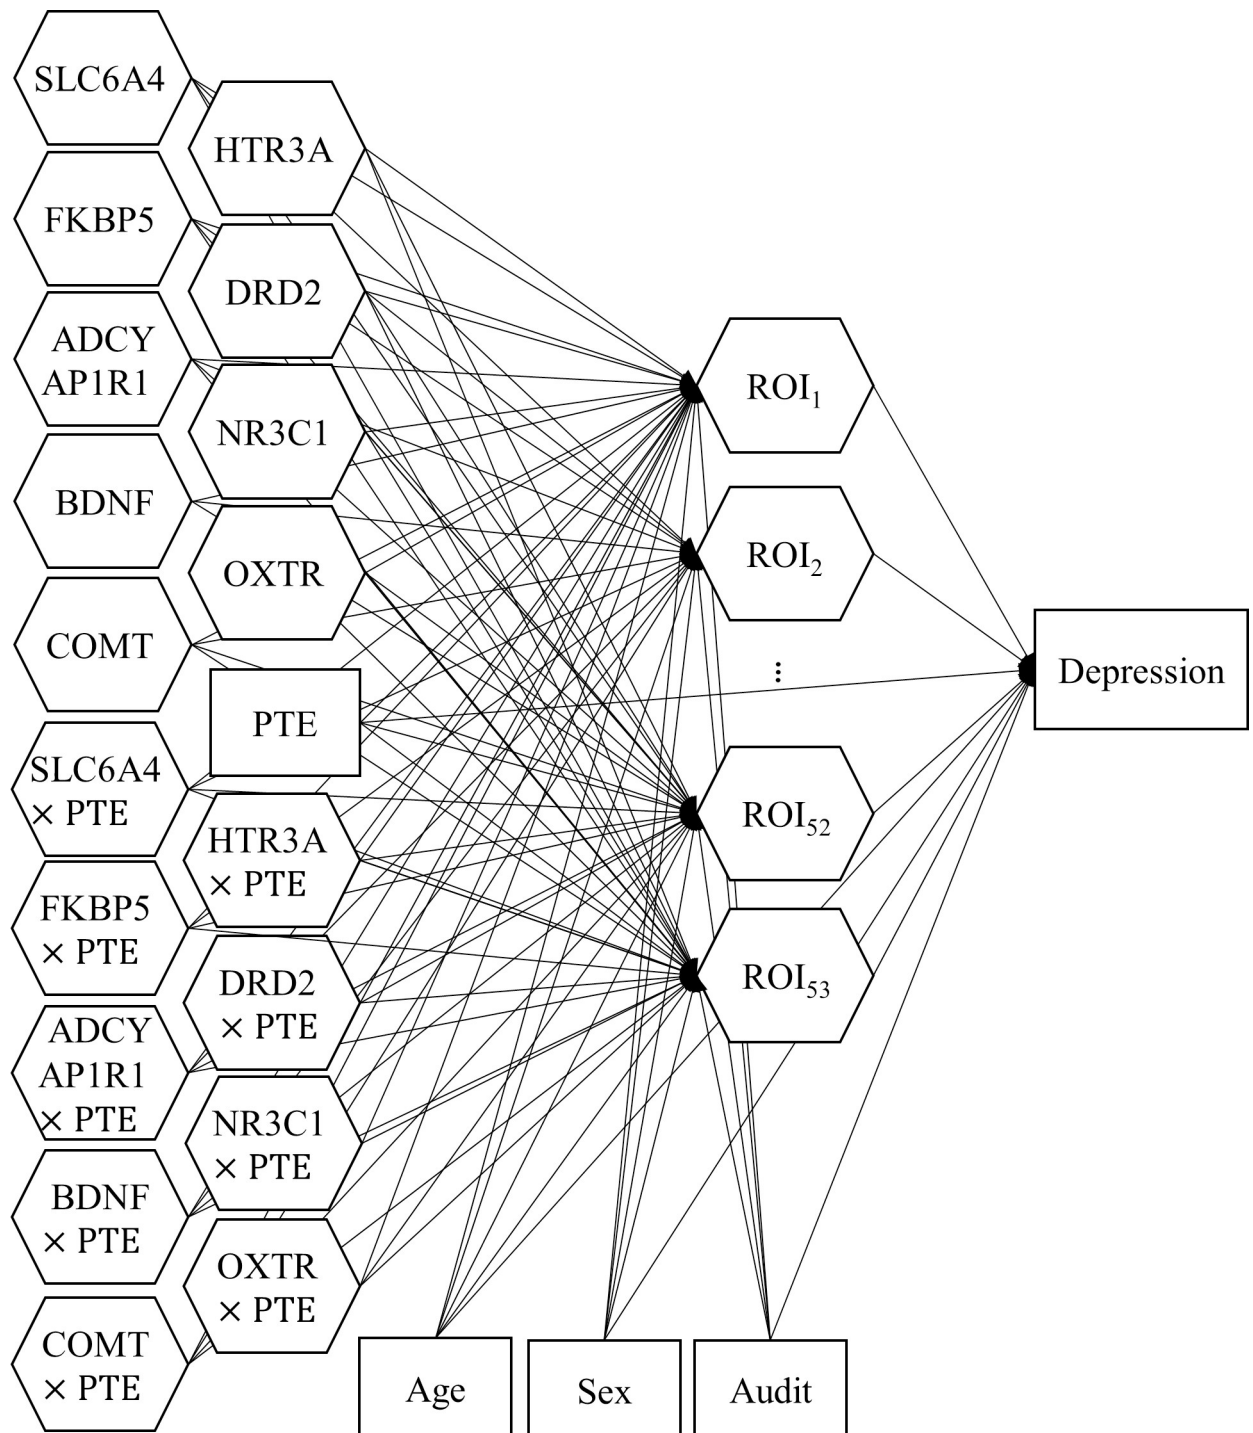 SLC6A4
HTR3A
FKBP5
DRD2
ADCY
AP1R1
NR3C1
BDNF
OXTR
COMT
PTE
SLC6A4
× PTE
HTR3A
× PTE
FKBP5
× PTE
DRD2
× PTE
ADCY
AP1R1
× PTE
NR3C1
× PTE
BDNF
× PTE
OXTR
× PTE
COMT
× PTE
ROI₁
ROI₂
⋮
ROI₅₂
ROI₅₃
Depression
Age
Sex
Audit